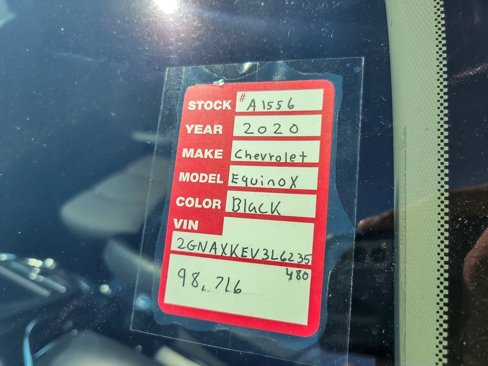 STOCK # A1556
YEAR 2020
MAKE Chevrolet
MODEL EquinoX
COLOR BlacK
VIN
2GNAXKEV3L6235
480
98,716